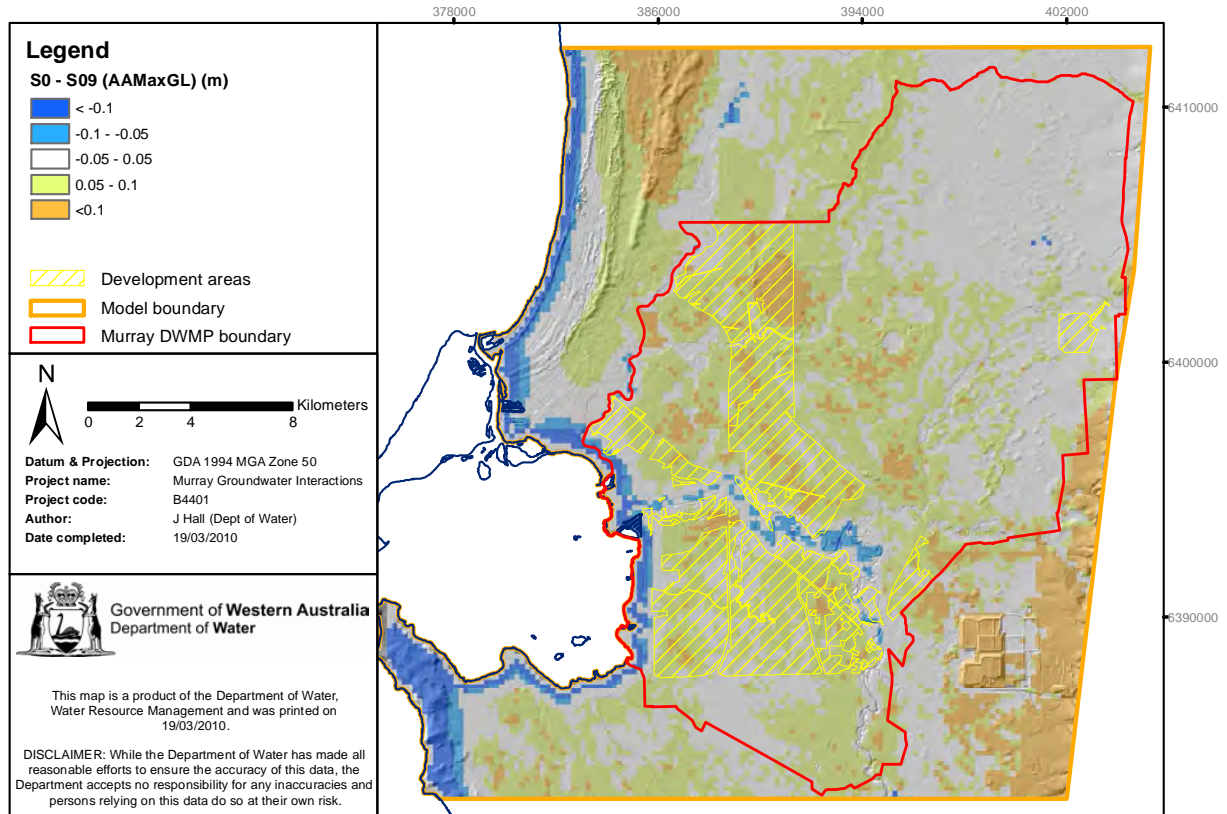 378000
386000
394000
402000
Legend
S0 - S09 (AAMaxGL) (m)
< -0.1
-0.1 - -0.05
-0.05 - 0.05
0.05 - 0.1
<0.1
Development areas
Model boundary
Murray DWMP boundary
N
Kilometers
0 2 4 8
Datum & Projection: GDA 1994 MGA Zone 50
Project name: Murray Groundwater Interactions
Project code: B4401
Author: J Hall (Dept of Water)
Date completed: 19/03/2010
Government of Western Australia
Department of Water
This map is a product of the Department of Water,
Water Resource Management and was printed on
19/03/2010.
DISCLAIMER: While the Department of Water has made all
reasonable efforts to ensure the accuracy of this data, the
Department accepts no responsibility for any inaccuracies and
persons relying on this data do so at their own risk.
6410000
6400000
6390000